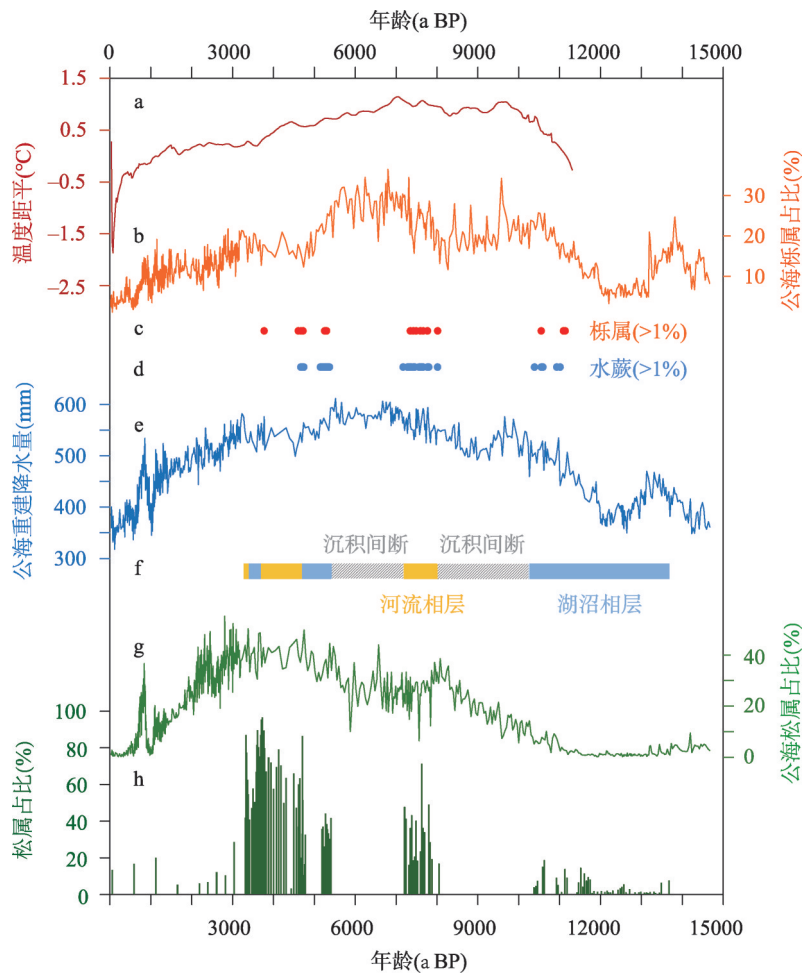 年龄(a BP)
0 3000 6000 9000 12000 15000
1.5
0.5
−0.5
−1.5
−2.5
温度距平(℃)
a
b
30
20
10
公海栎属占比(%)
c 栎属(>1%)
d 水蕨(>1%)
600
500
400
300
公海重建降水量(mm)
e
沉积间断 沉积间断
f
河流相层 湖沼相层
g
40
20
0
公海松属占比(%)
100
80
60
40
20
0
松属占比(%)
h
3000 6000 9000 12000 15000
年龄(a BP)